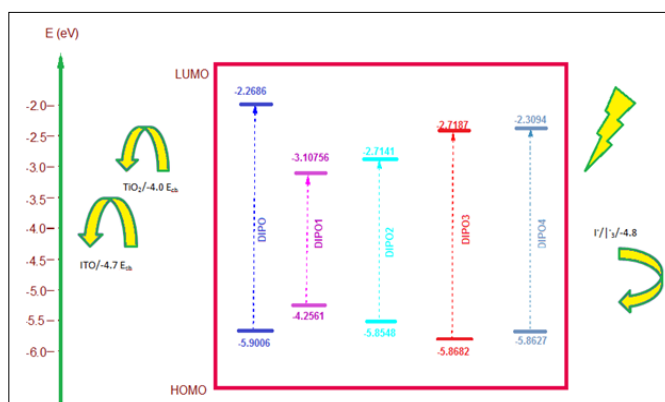 E (eV)
LUMO
-2.0
-2.5
-3.0
-3.5
-4.0
-4.5
-5.0
-5.5
-6.0
TiO₂/-4.0 E_cb
ITO/-4.7 E_cb
-2.2686
DIPO
-5.9006
-3.10756
DIPO1
-4.2561
-2.7141
DIPO2
-5.8548
-2.7187
DIPO3
-5.8682
-2.3094
DIPO4
-5.8627
I⁻/I⁻₃/-4.8
HOMO